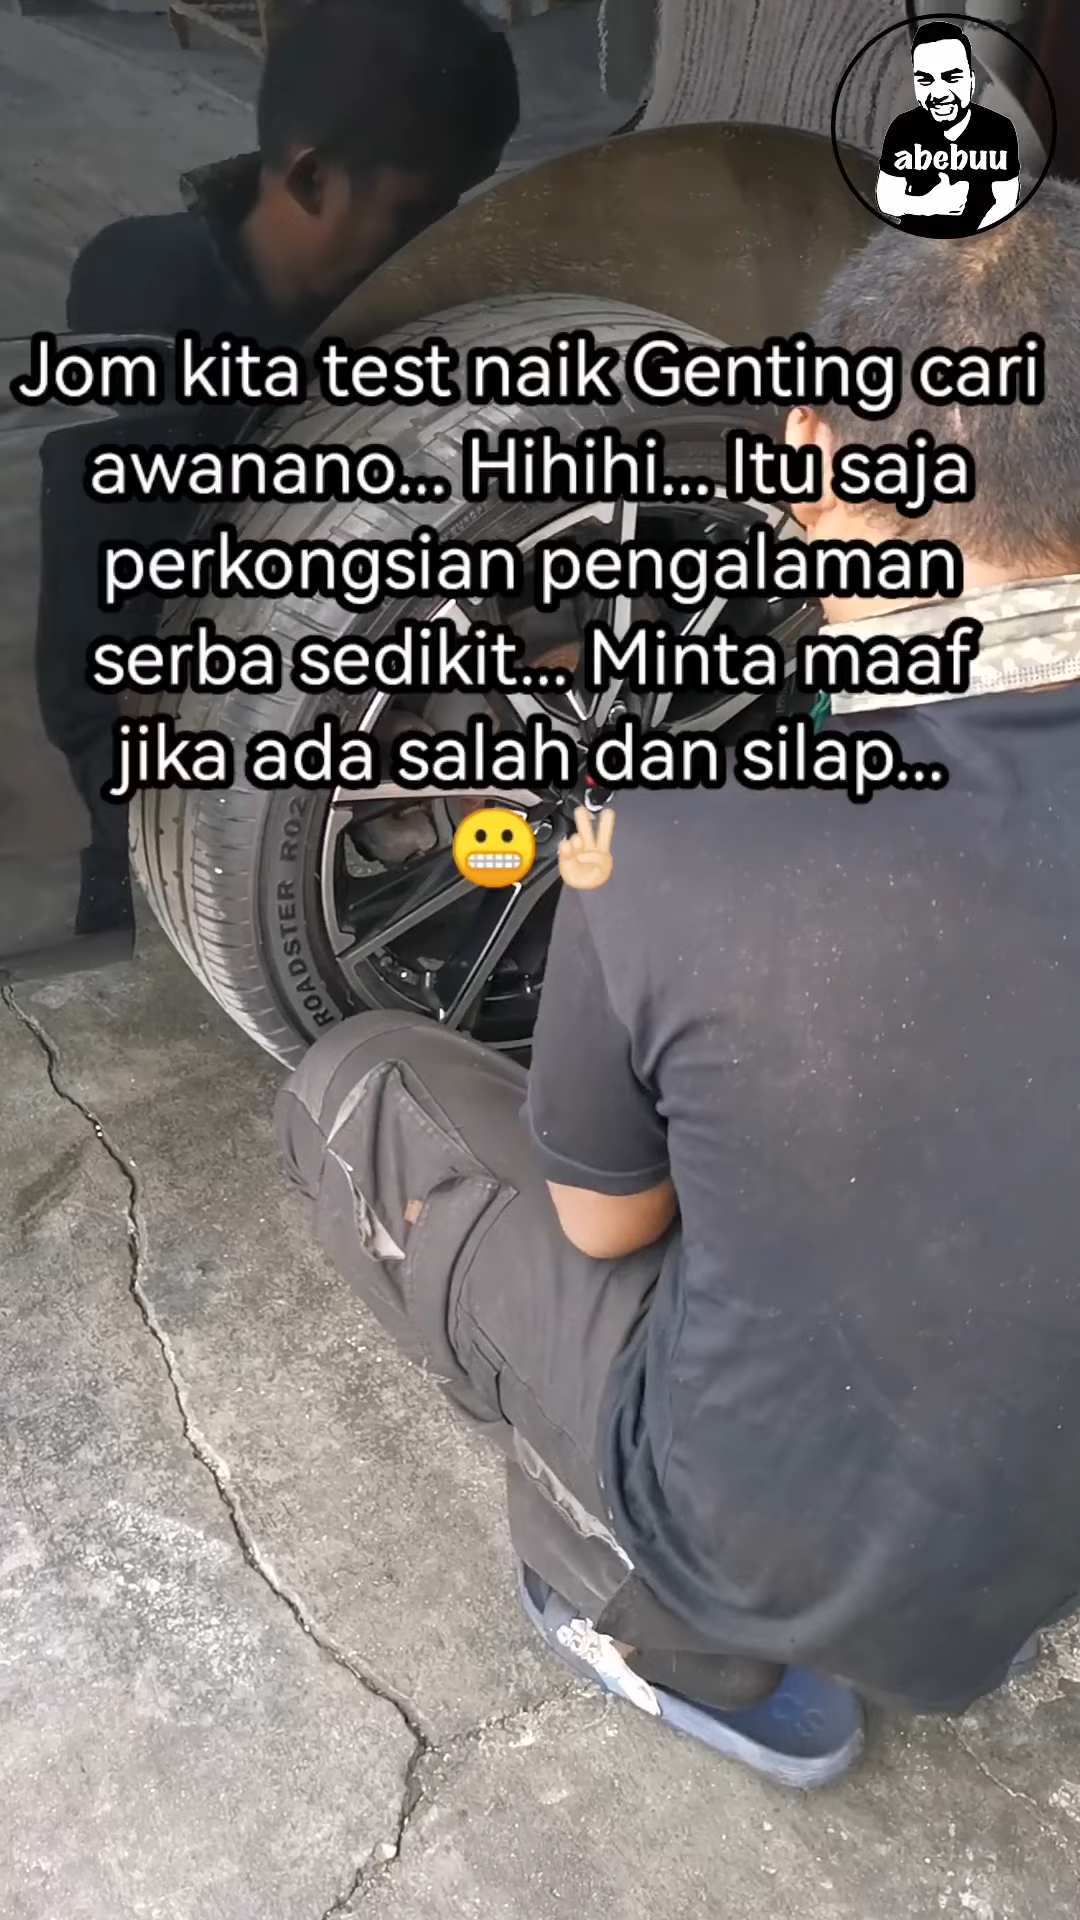 abebuu
Jom kita test naik Genting cari
awanano... Hihihi... Itu saja
perkongsian pengalaman
serba sedikit... Minta maaf
jika ada salah dan silap...
😬✌🏼
ROADSTER R02